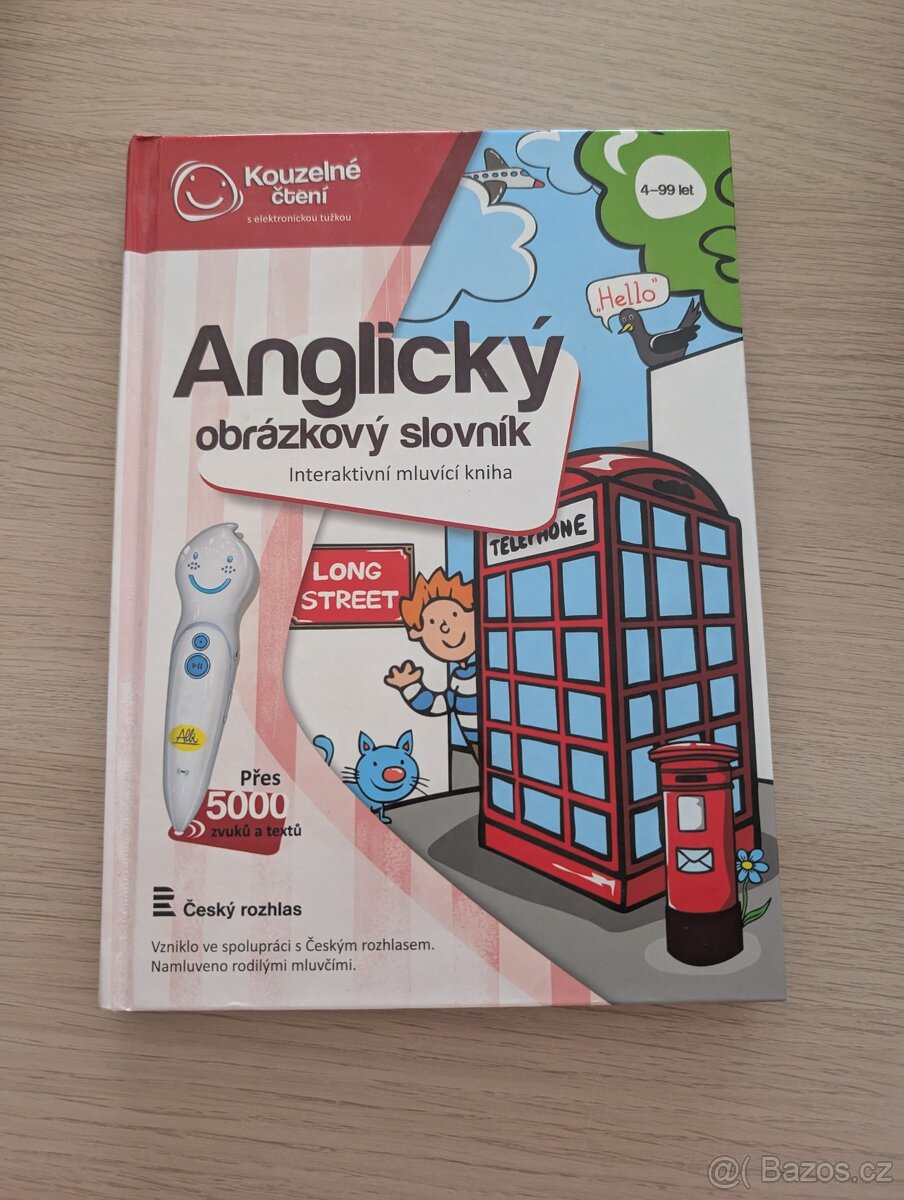 Kouzelné
čtení
s elektronickou tužkou
4–99 let
„Hello"
Anglický
obrázkový slovník
Interaktivní mluvící kniha
TELEPHONE
LONG
STREET
Albi
Přes
5000
zvuků a textů
Český rozhlas
Vzniklo ve spolupráci s Českým rozhlasem.
Namluveno rodilými mluvčími.
@( Bazos.cz